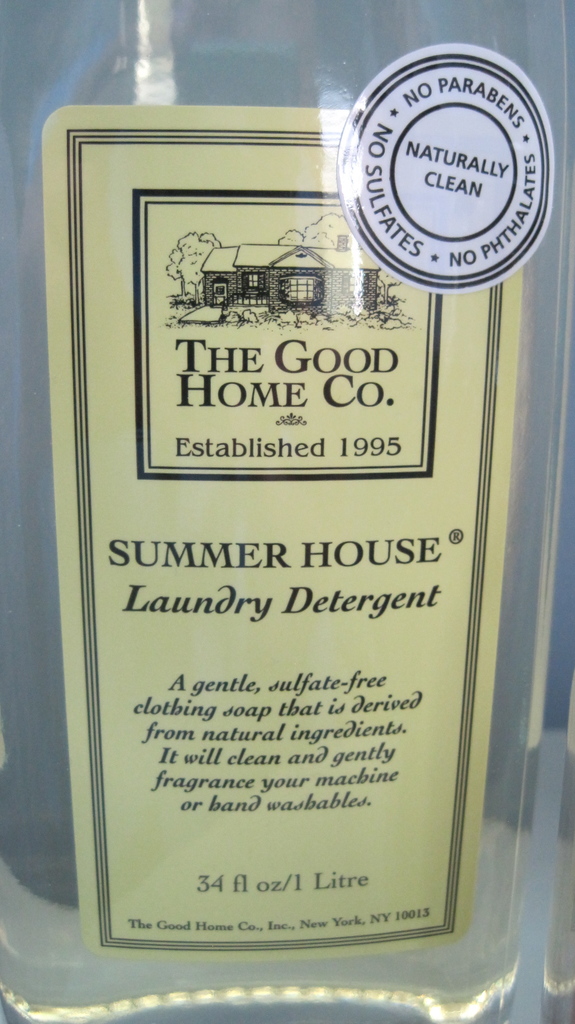 NO PARABENS ★ NO PHTHALATES ★ NO SULFATES ★
NATURALLY
CLEAN
THE GOOD
HOME CO.
Established 1995
SUMMER HOUSE®
Laundry Detergent
A gentle, sulfate-free
clothing soap that is derived
from natural ingredients.
It will clean and gently
fragrance your machine
or hand washables.
34 fl oz/1 Litre
The Good Home Co., Inc., New York, NY 10013